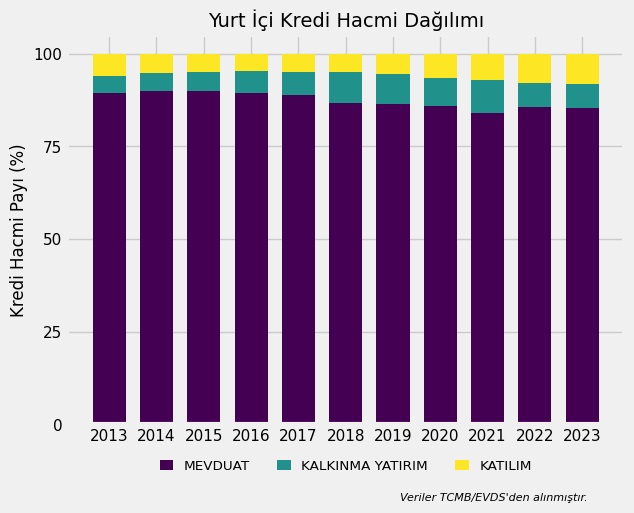 Yurt İçi Kredi Hacmi Dağılımı
Kredi Hacmi Payı (%)
100
75
50
25
0
2013 2014 2015 2016 2017 2018 2019 2020 2021 2022 2023
MEVDUAT KALKINMA YATIRIM KATILIM
Veriler TCMB/EVDS'den alınmıştır.